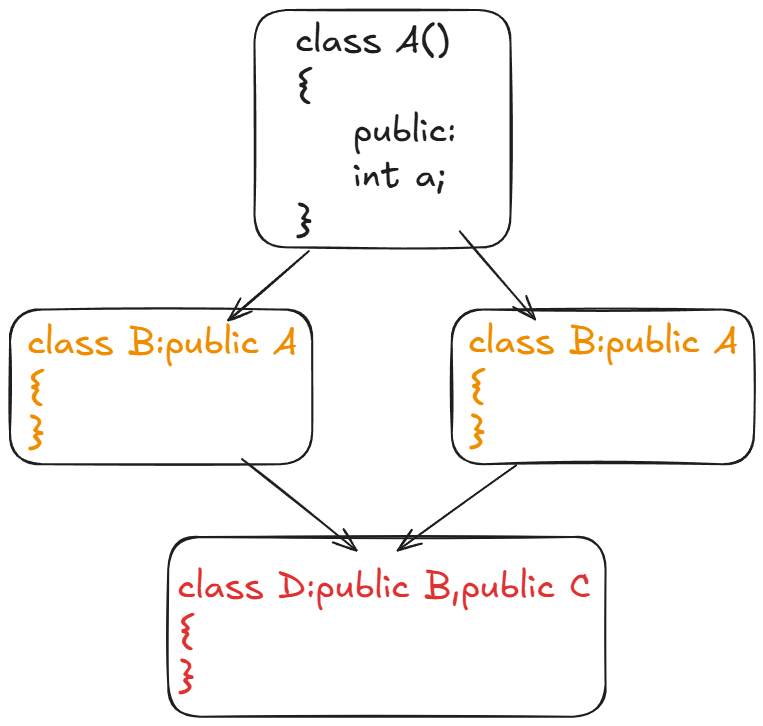 class A()
{
public:
int a;
}
class B:public A
{
}
class B:public A
{
}
class D:public B,public C
{
}